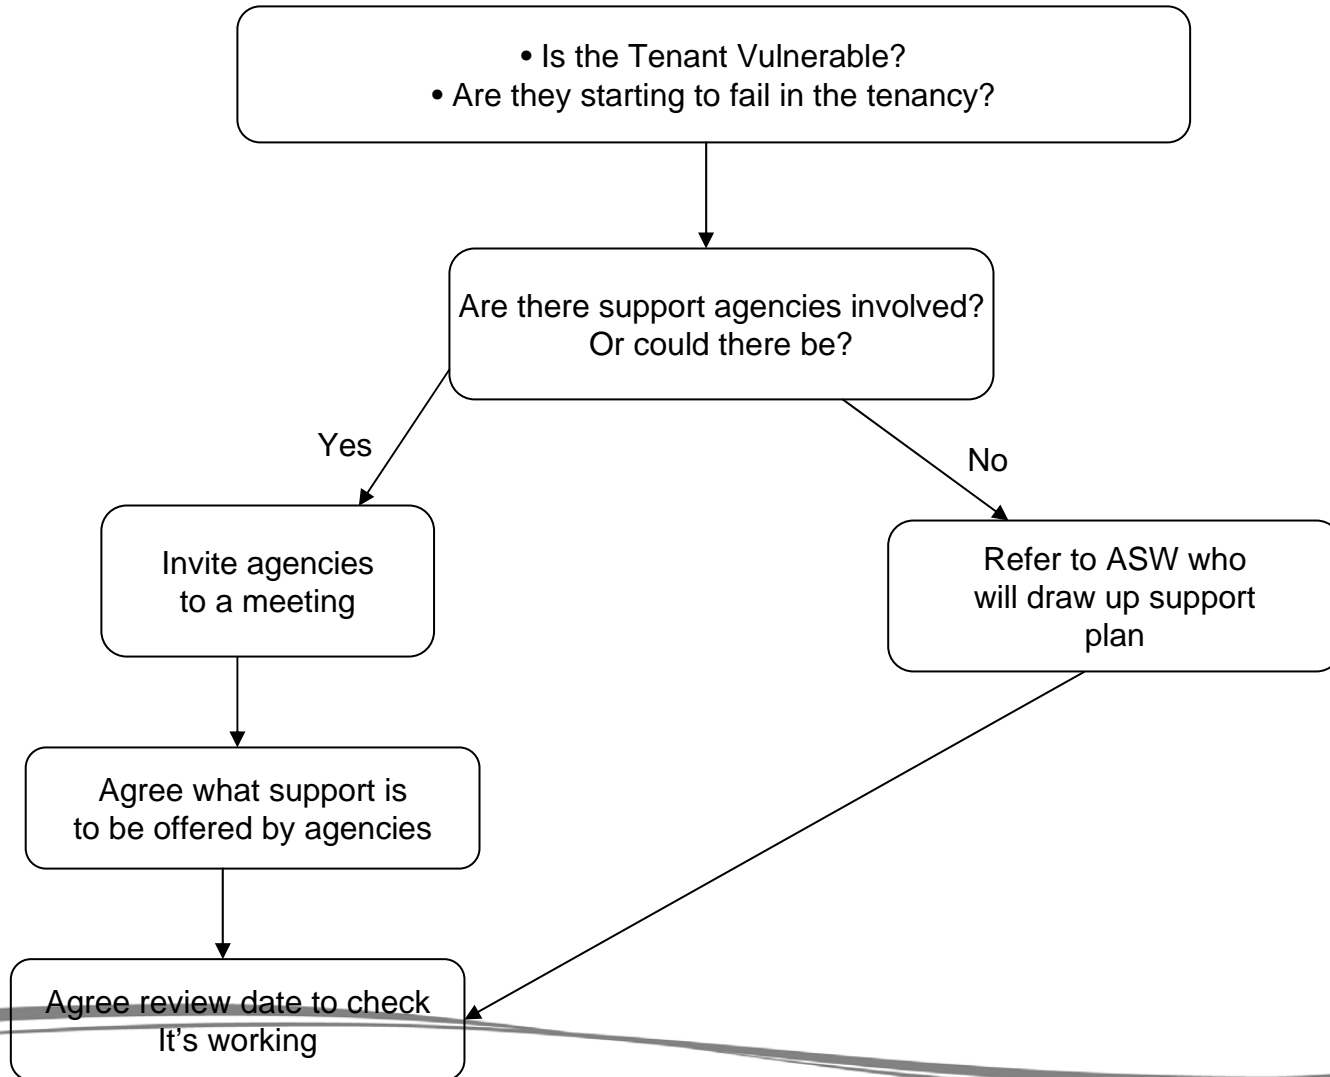 • Is the Tenant Vulnerable?
• Are they starting to fail in the tenancy?
Are there support agencies involved?
Or could there be?
Yes
No
Invite agencies
to a meeting
Refer to ASW who
will draw up support
plan
Agree what support is
to be offered by agencies
Agree review date to check
It’s working